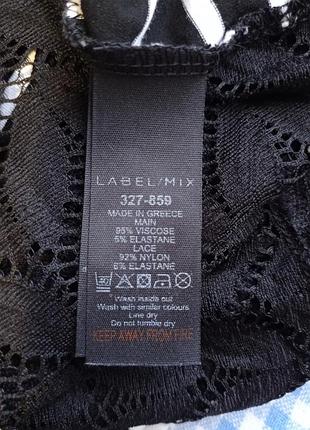 LABEL/MIX
327-859
MADE IN GREECE
MAIN
95% VISCOSE
5% ELASTANE
LACE
92% NYLON
8% ELASTANE
40
Wash inside out
Wash with similar colours
Line dry
Do not tumble dry
KEEP AWAY FROM FIRE